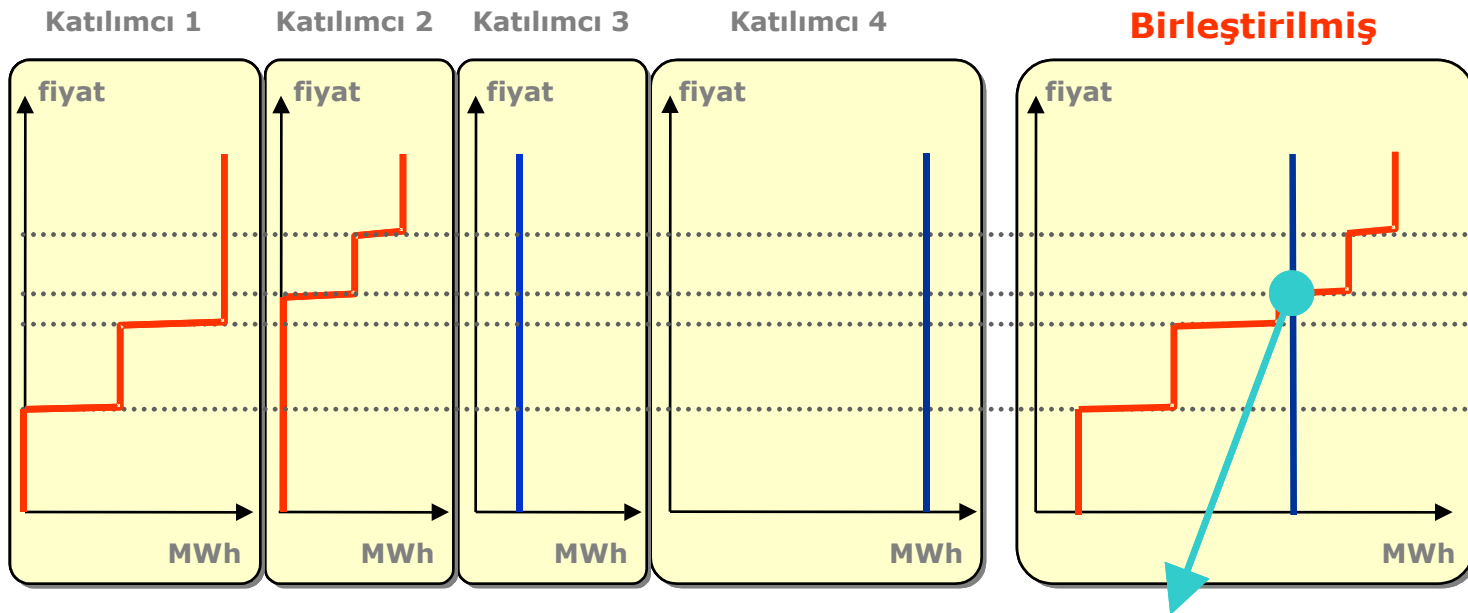 Katılımcı 1
Katılımcı 2
Katılımcı 3
Katılımcı 4
Birleştirilmiş
fiyat
fiyat
fiyat
fiyat
fiyat
MWh
MWh
MWh
MWh
MWh